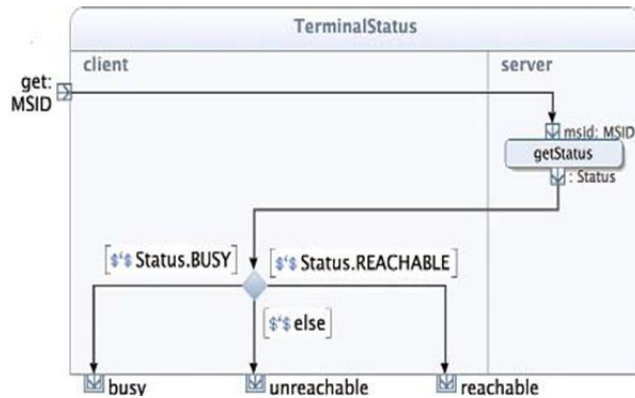 TerminalStatus
client
server
get:
MSID
msid: MSID
getStatus
: Status
[$'$ Status.BUSY]
[$'$ Status.REACHABLE]
[$'$ else]
busy
unreachable
reachable